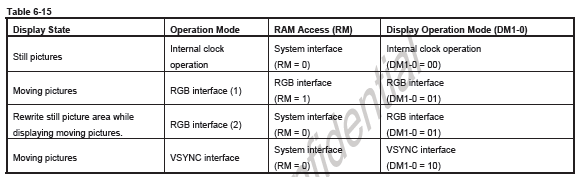 Table 6-15
Display State Operation Mode RAM Access (RM) Display Operation Mode (DM1-0)
Still pictures Internal clock operation System interface (RM = 0) Internal clock operation (DM1-0 = 00)
Moving pictures RGB interface (1) RGB interface (RM = 1) RGB interface (DM1-0 = 01)
Rewrite still picture area while displaying moving pictures. RGB interface (2) System interface (RM = 0) RGB interface (DM1-0 = 01)
Moving pictures VSYNC interface System interface (RM = 0) VSYNC interface (DM1-0 = 10)